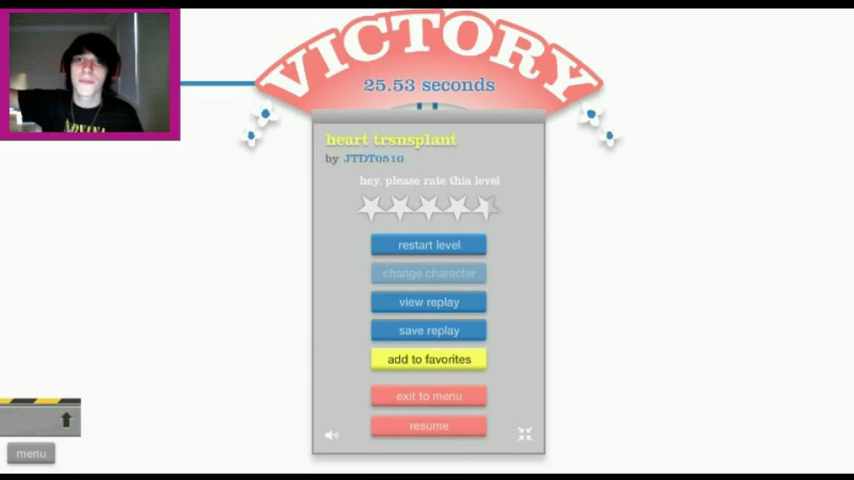 VICTORY
25.53 seconds
heart trsnsplant
by JTDT0510
hey, please rate this level
restart level
change character
view replay
save replay
add to favorites
exit to menu
resume
menu
NIRVANA